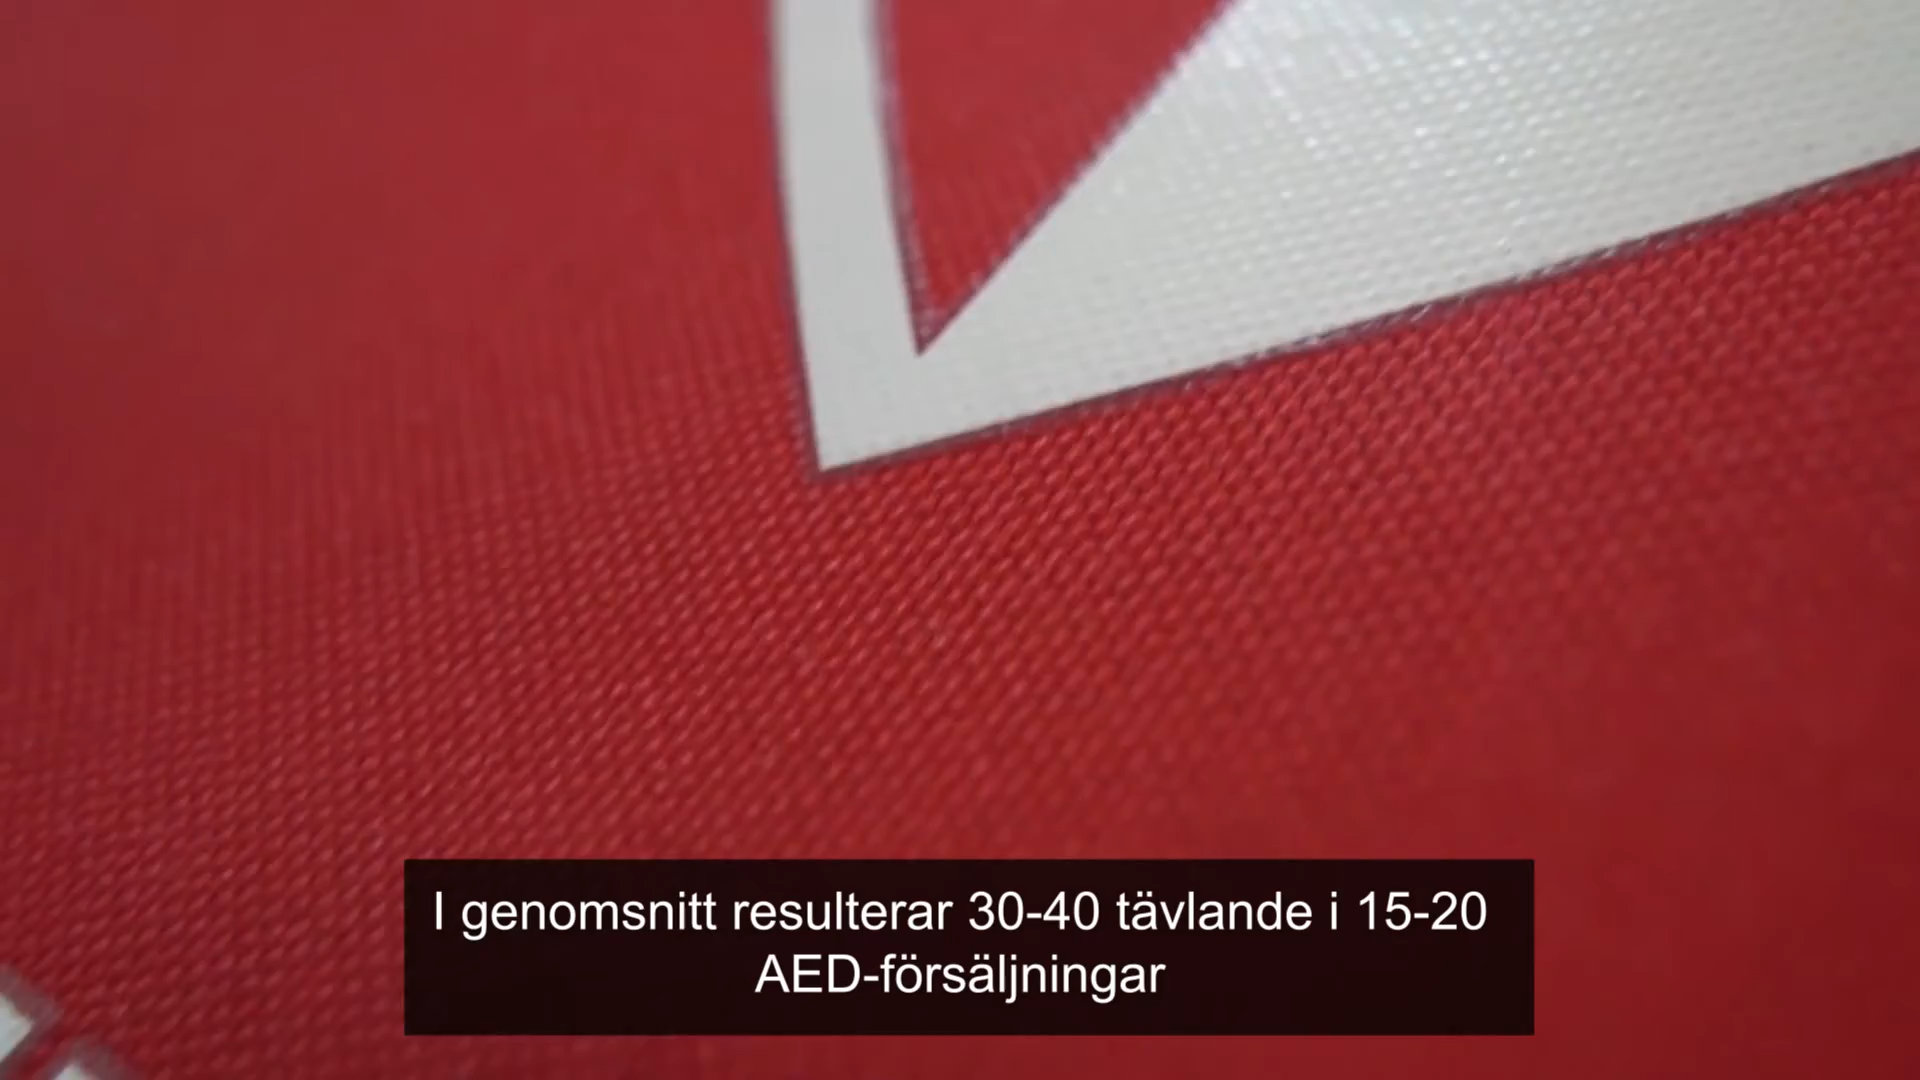 I genomsnitt resulterar 30-40 tävlande i 15-20
AED-försäljningar